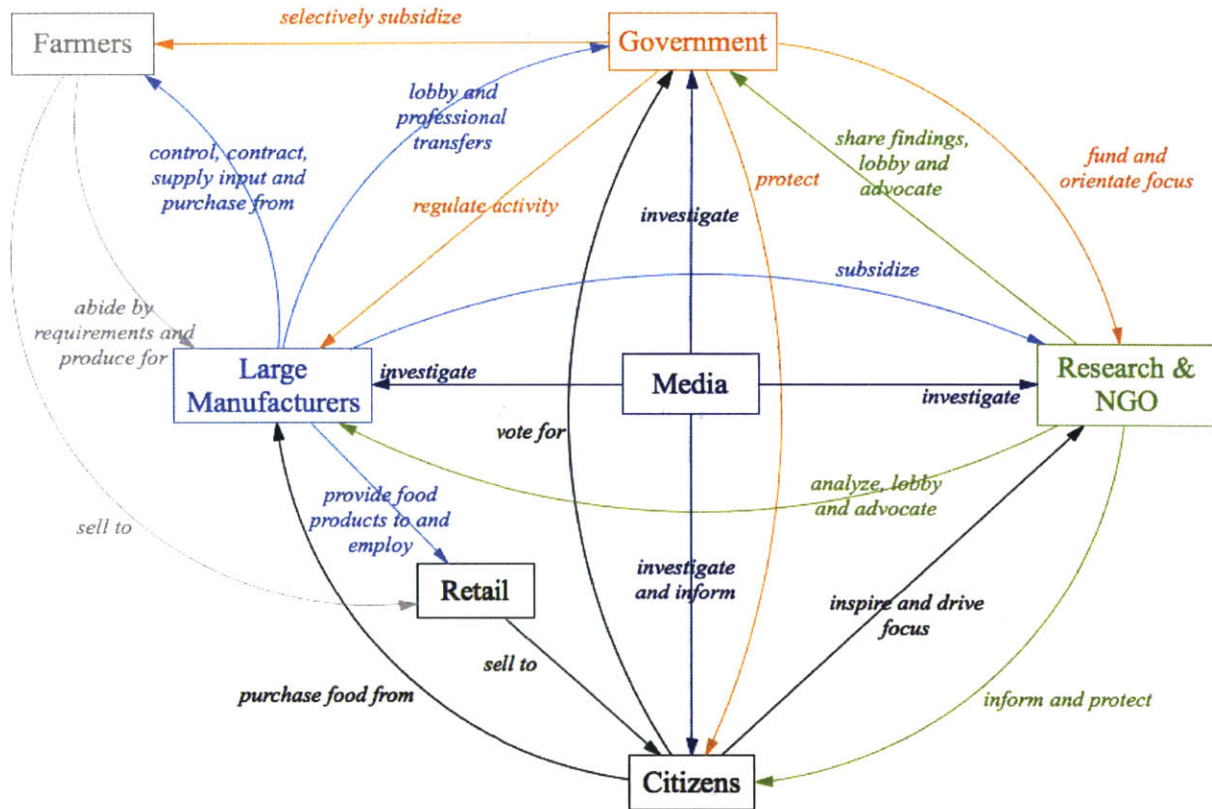 selectively subsidize
Farmers
Government
lobby and
professional
transfers
share findings,
lobby and
advocate
fund and
orientate focus
control, contract,
supply input and
purchase from
protect
regulate activity
investigate
subsidize
abide by
requirements and
produce for
Large
Manufacturers
investigate
Media
investigate
Research &
NGO
vote for
analyze, lobby
and advocate
provide food
products to and
employ
sell to
investigate
and inform
Retail
inspire and drive
focus
sell to
purchase food from
inform and protect
Citizens